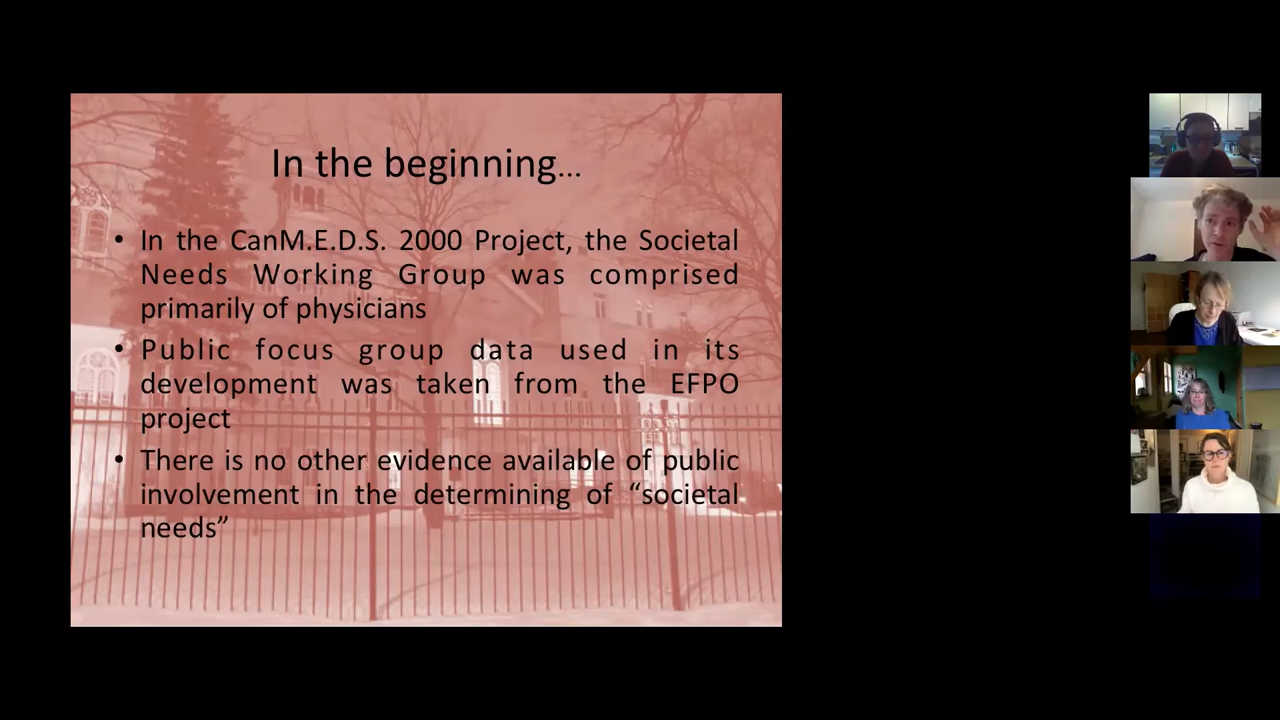 In the beginning...
• In the CanM.E.D.S. 2000 Project, the Societal
Needs Working Group was comprised
primarily of physicians
• Public focus group data used in its
development was taken from the EFPO
project
• There is no other evidence available of public
involvement in the determining of “societal
needs”